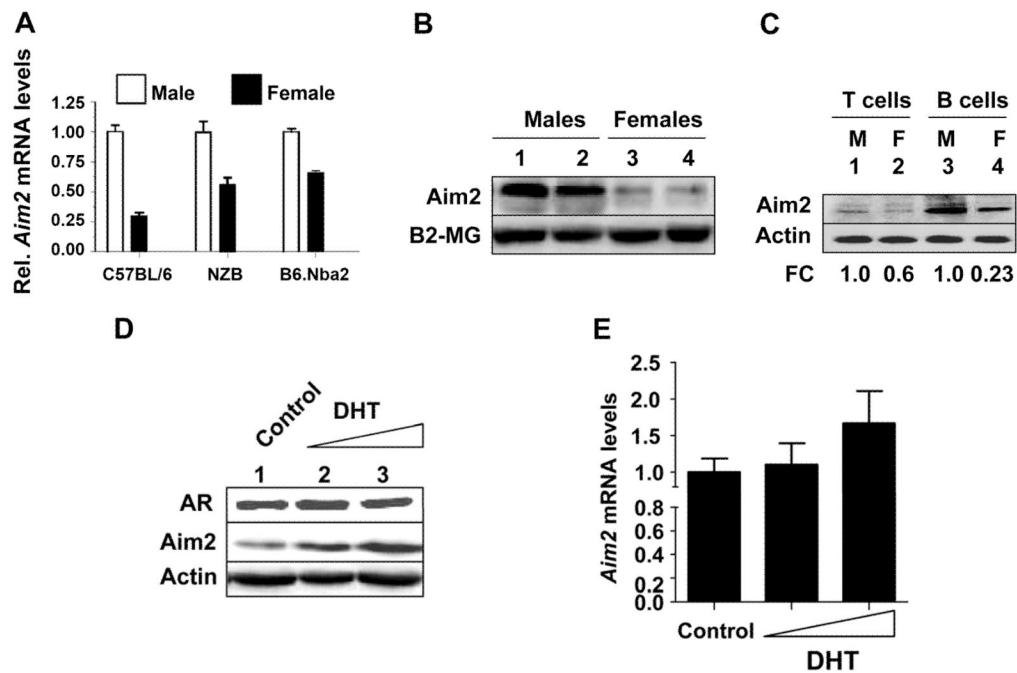 A
Rel. Aim2 mRNA levels
Male Female
1.25
1.00
0.75
0.50
0.25
0.00
C57BL/6 NZB B6.Nba2
B
Males Females
1 2 3 4
Aim2
B2-MG
C
T cells B cells
M F M F
1 2 3 4
Aim2
Actin
FC 1.0 0.6 1.0 0.23
D
Control DHT
1 2 3
AR
Aim2
Actin
E
Aim2 mRNA levels
2.5
2.0
1.5
1.0
0.8
0.6
0.4
0.2
0.0
Control
DHT